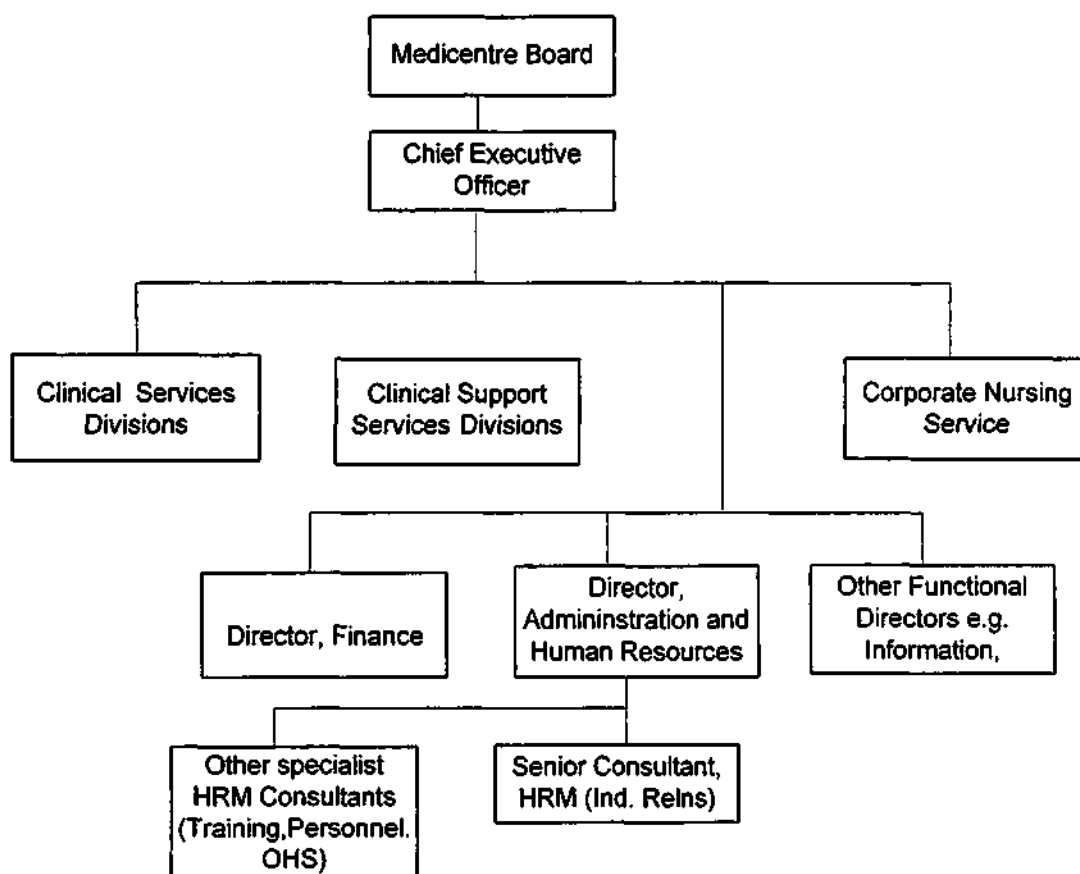 Medicentre Board
Chief Executive
Officer
Clinical Services
Divisions
Clinical Support
Services Divisions
Corporate Nursing
Service
Director, Finance
Director,
Admininstration and
Human Resources
Other Functional
Directors e.g.
Information,
Other specialist
HRM Consultants
(Training,Personnel.
OHS)
Senior Consultant,
HRM (Ind. Relns)